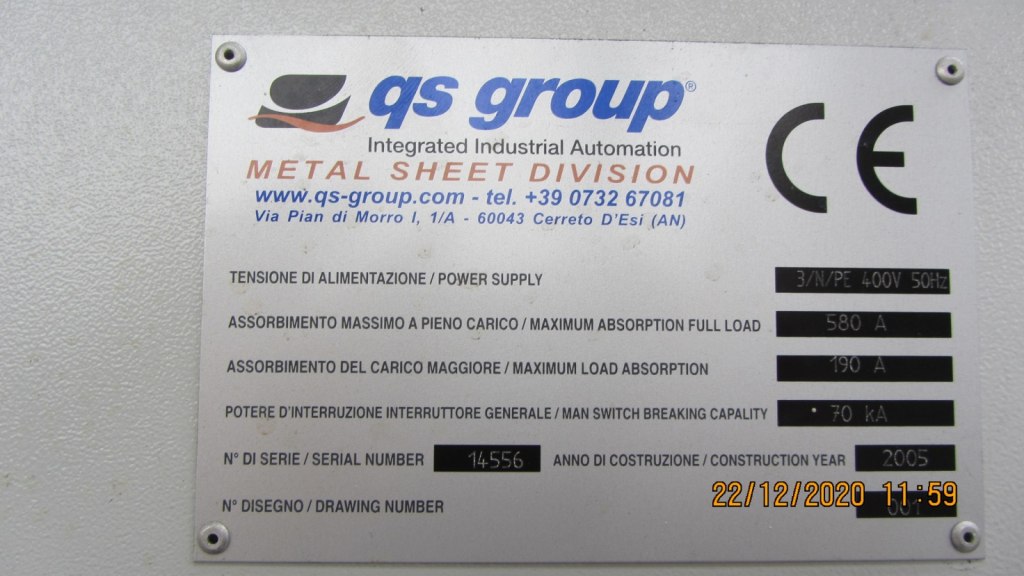 qs group®
Integrated Industrial Automation
METAL SHEET DIVISION
www.qs-group.com - tel. +39 0732 67081
Via Pian di Morro I, 1/A - 60043 Cerreto D'Esi (AN)
CE
TENSIONE DI ALIMENTAZIONE / POWER SUPPLY 3/N/PE 400V 50Hz
ASSORBIMENTO MASSIMO A PIENO CARICO / MAXIMUM ABSORPTION FULL LOAD 580 A
ASSORBIMENTO DEL CARICO MAGGIORE / MAXIMUM LOAD ABSORPTION 190 A
POTERE D'INTERRUZIONE INTERRUTTORE GENERALE / MAN SWITCH BREAKING CAPALITY 70 kA
N° DI SERIE / SERIAL NUMBER 14556 ANNO DI COSTRUZIONE / CONSTRUCTION YEAR 2005
22/12/2020 11:59
N° DISEGNO / DRAWING NUMBER 001